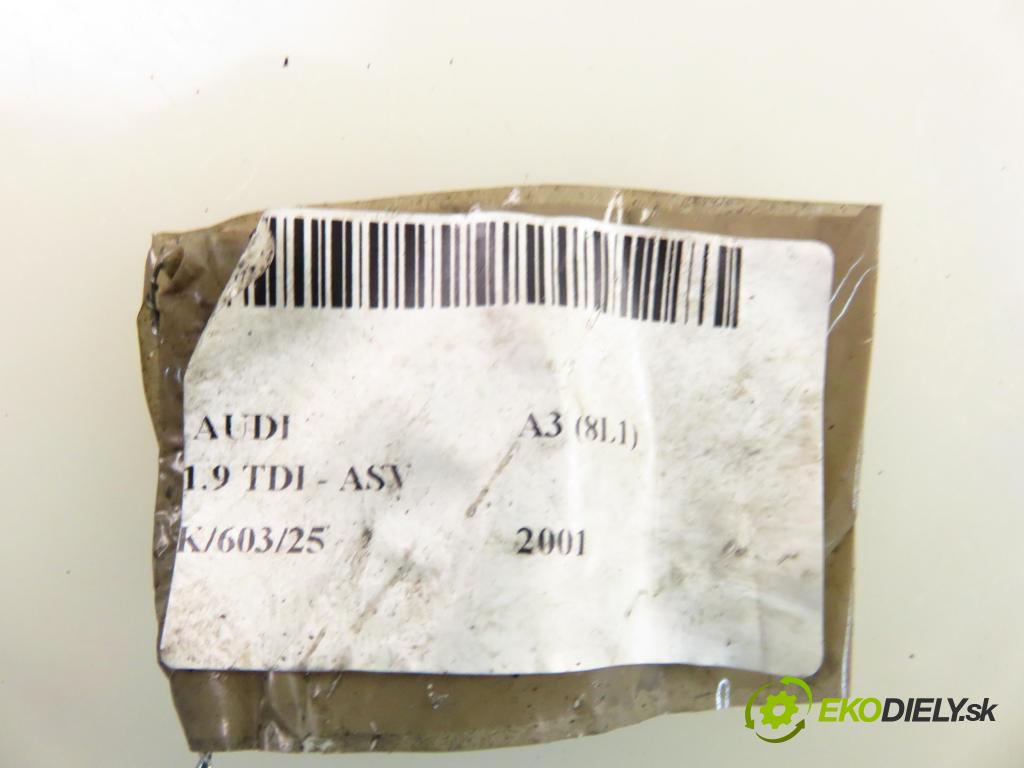 AUDI A3 (8L1)
1.9 TDI - ASV
K/603/25 2001
EKODIELY.sk